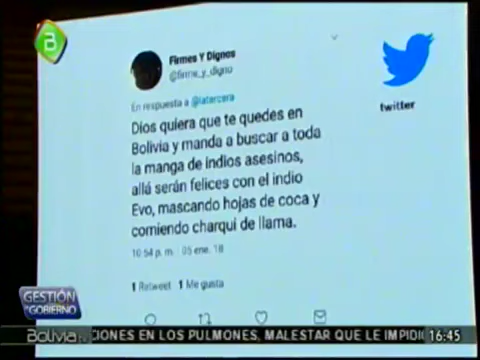 Firmes Y Dignos
@firme_y_digno
En respuesta a @latercera
Dios quiera que te quedes en
Bolivia y manda a buscar a toda
la manga de indios asesinos,
allá serán felices con el indio
Evo, mascando hojas de coca y
comiendo charqui de llama.
10:54 p. m. 05 ene. 18
1 Retweet 1 Me gusta
twitter
GESTIÓN
GOBIERNO
Bolivia tv
CIONES EN LOS PULMONES, MALESTAR QUE LE IMPIDIÓ
16:45